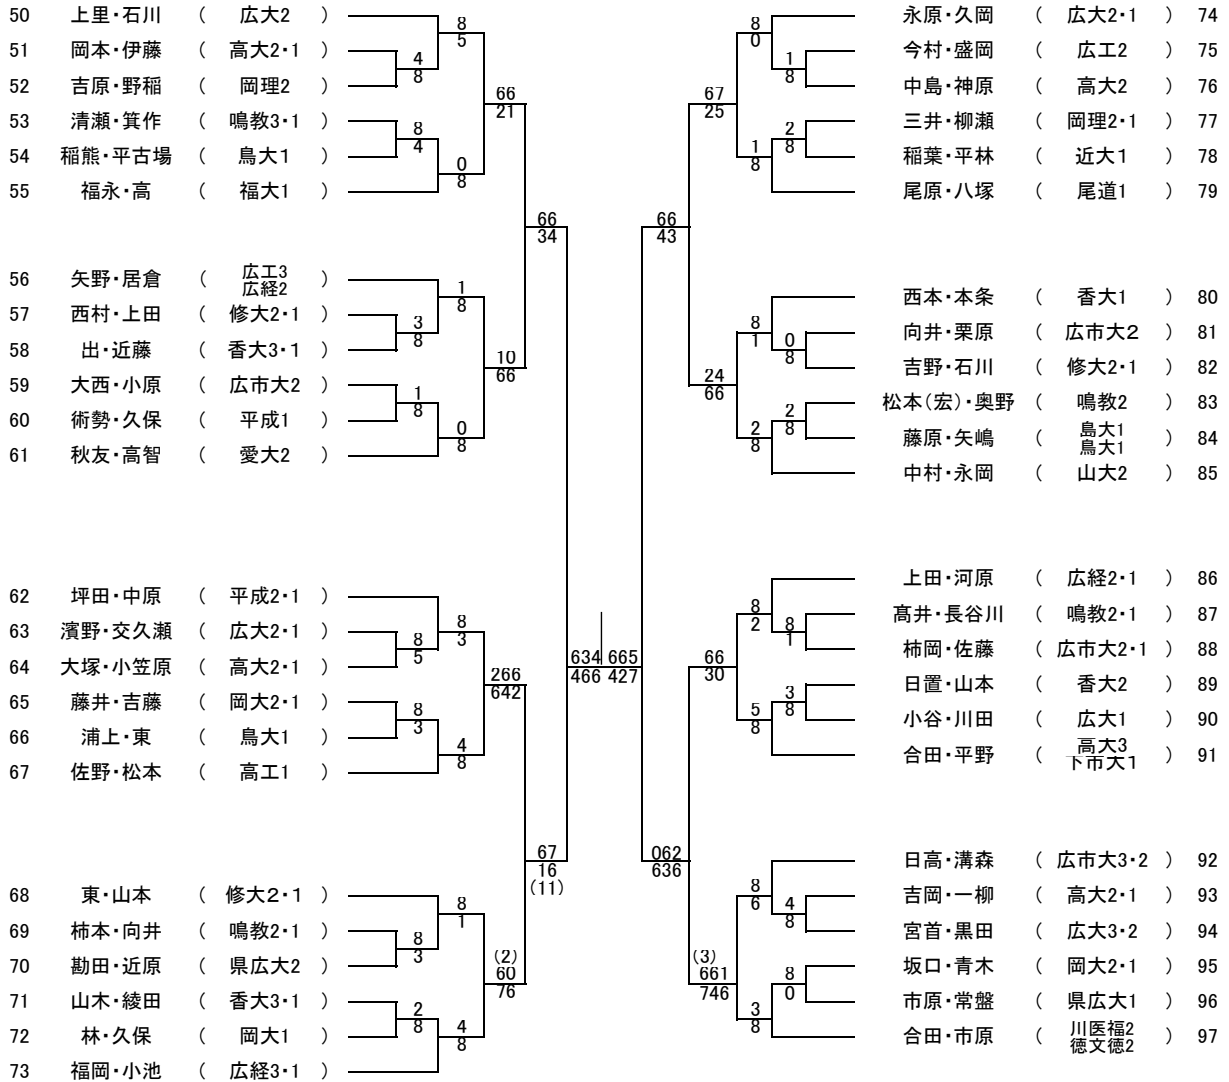 50 上里・石川 ( 広大2 )
51 岡本・伊藤 ( 高大2・1 )
52 吉原・野稲 ( 岡理2 )
53 清瀬・箕作 ( 鳴教3・1 )
54 稲熊・平古場 ( 鳥大1 )
55 福永・高 ( 福大1 )
8
5
4
8
8
4
0
8
66
21
66
34
56 矢野・居倉 ( 広工3 広経2 )
57 西村・上田 ( 修大2・1 )
58 出・近藤 ( 香大3・1 )
59 大西・小原 ( 広市大2 )
60 術勢・久保 ( 平成1 )
61 秋友・高智 ( 愛大2 )
1
8
3
8
1
8
0
8
10
66
62 坪田・中原 ( 平成2・1 )
63 濱野・交久瀬 ( 広大2・1 )
64 大塚・小笠原 ( 高大2・1 )
65 藤井・吉藤 ( 岡大2・1 )
66 浦上・東 ( 鳥大1 )
67 佐野・松本 ( 高工1 )
8
3
8
5
8
3
4
8
266
642
634 665
466 427
67
16
(11)
68 東・山本 ( 修大2・1 )
69 柿本・向井 ( 鳴教2・1 )
70 勘田・近原 ( 県広大2 )
71 山木・綾田 ( 香大3・1 )
72 林・久保 ( 岡大1 )
73 福岡・小池 ( 広経3・1 )
8
1
8
3
2
8
4
8
(2)
60
76
永原・久岡 ( 広大2・1 ) 74
今村・盛岡 ( 広工2 ) 75
中島・神原 ( 高大2 ) 76
三井・柳瀬 ( 岡理2・1 ) 77
稲葉・平林 ( 近大1 ) 78
尾原・八塚 ( 尾道1 ) 79
8
0
1
8
2
8
1
8
67
25
66
43
西本・本条 ( 香大1 ) 80
向井・栗原 ( 広市大2 ) 81
吉野・石川 ( 修大2・1 ) 82
松本(宏)・奥野 ( 鳴教2 ) 83
藤原・矢嶋 ( 島大1 鳥大1 ) 84
中村・永岡 ( 山大2 ) 85
8
1
0
8
2
8
2
8
24
66
上田・河原 ( 広経2・1 ) 86
髙井・長谷川 ( 鳴教2・1 ) 87
柿岡・佐藤 ( 広市大2・1 ) 88
日置・山本 ( 香大2 ) 89
小谷・川田 ( 広大1 ) 90
合田・平野 ( 高大3 下市大1 ) 91
8
2
8
1
3
8
5
8
66
30
062
636
日高・溝森 ( 広市大3・2 ) 92
吉岡・一柳 ( 高大2・1 ) 93
宮首・黒田 ( 広大3・2 ) 94
坂口・青木 ( 岡大2・1 ) 95
市原・常盤 ( 県広大1 ) 96
合田・市原 ( 川医福2 徳文徳2 ) 97
8
6
4
8
8
0
3
8
(3)
661
746